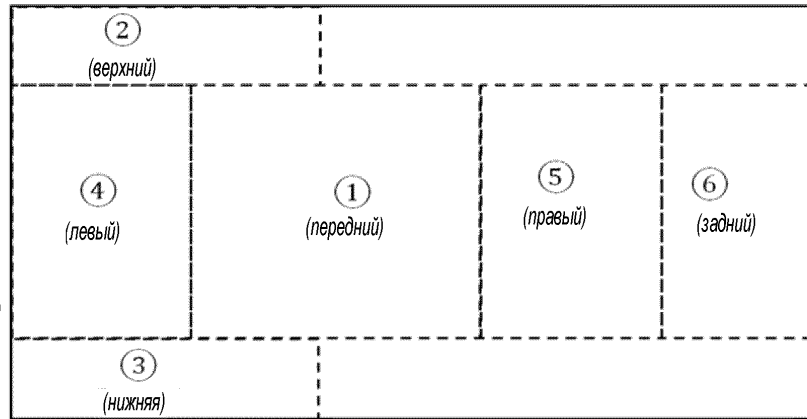 ②
(верхний)
④
(левый)
①
(передний)
⑤
(правый)
⑥
(задний)
③
(нижняя)